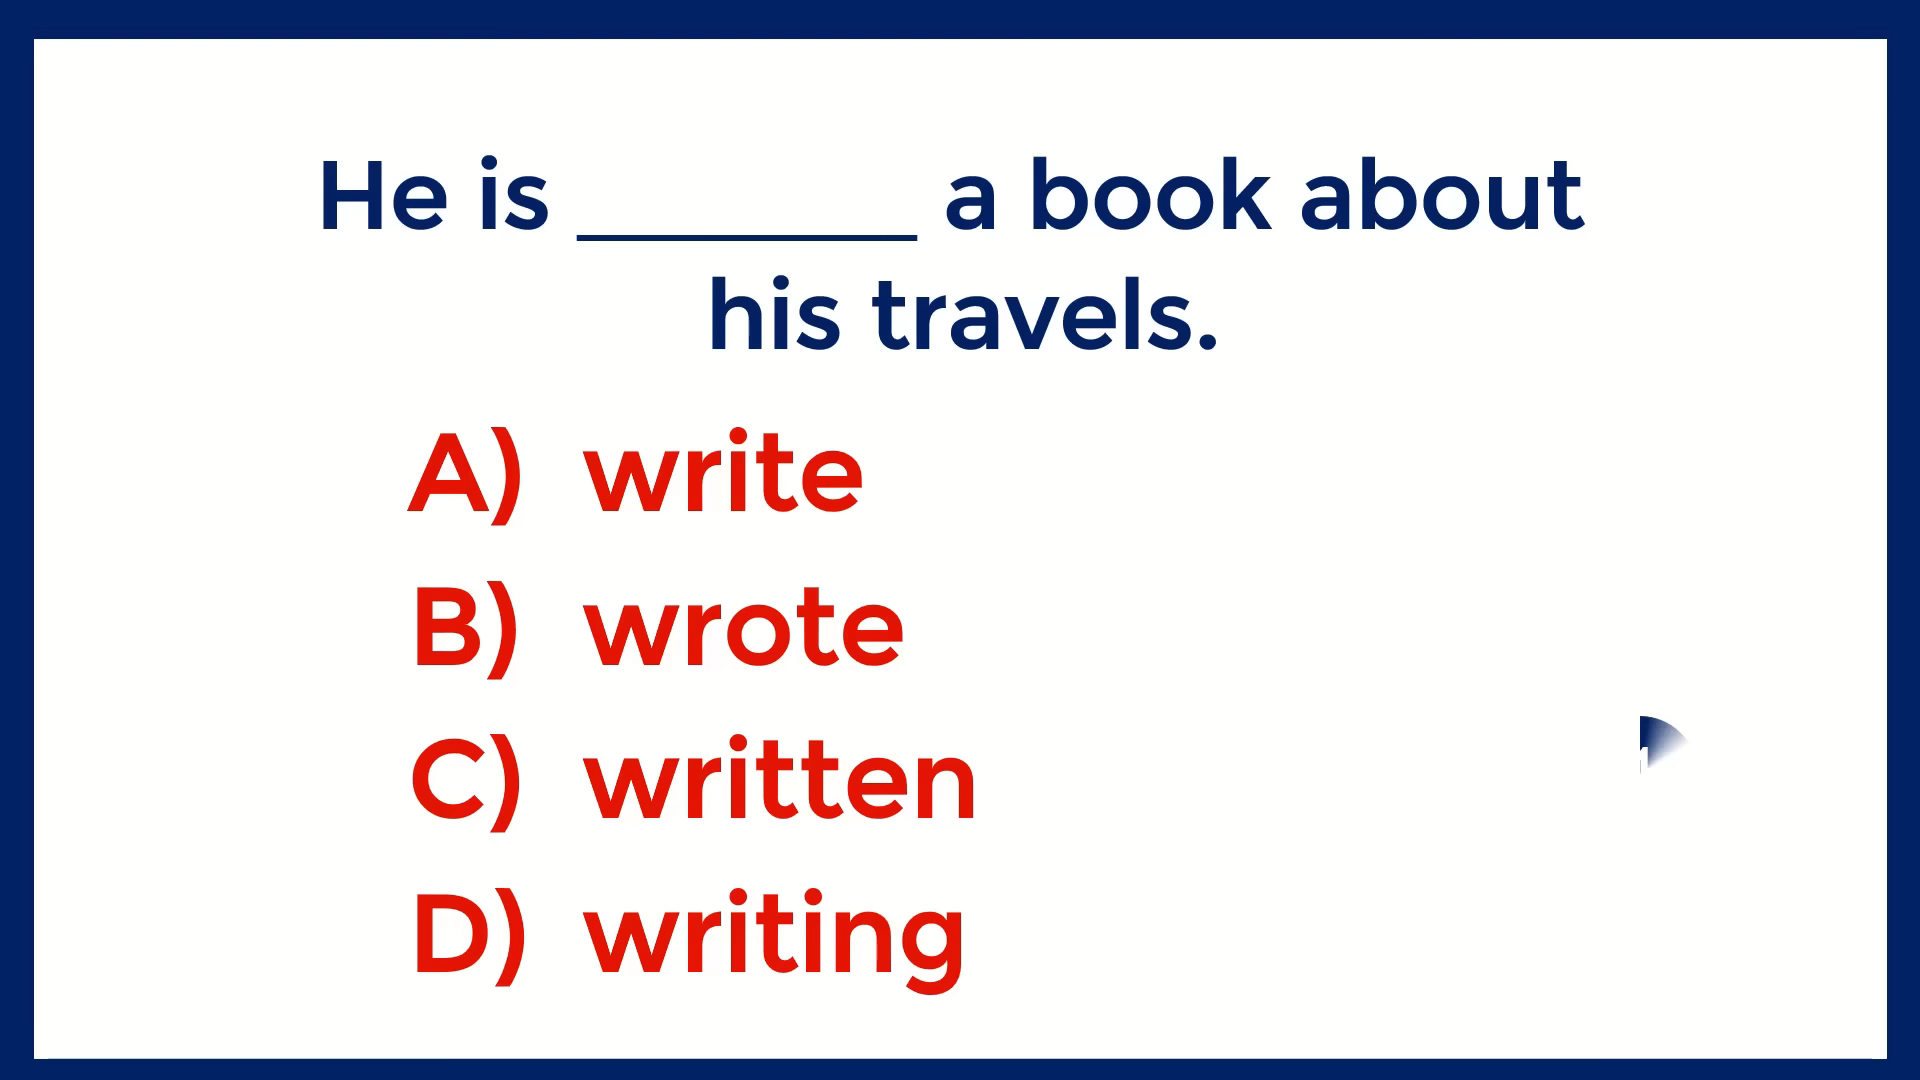 He is ________ a book about
his travels.
A) write
B) wrote
C) written
D) writing